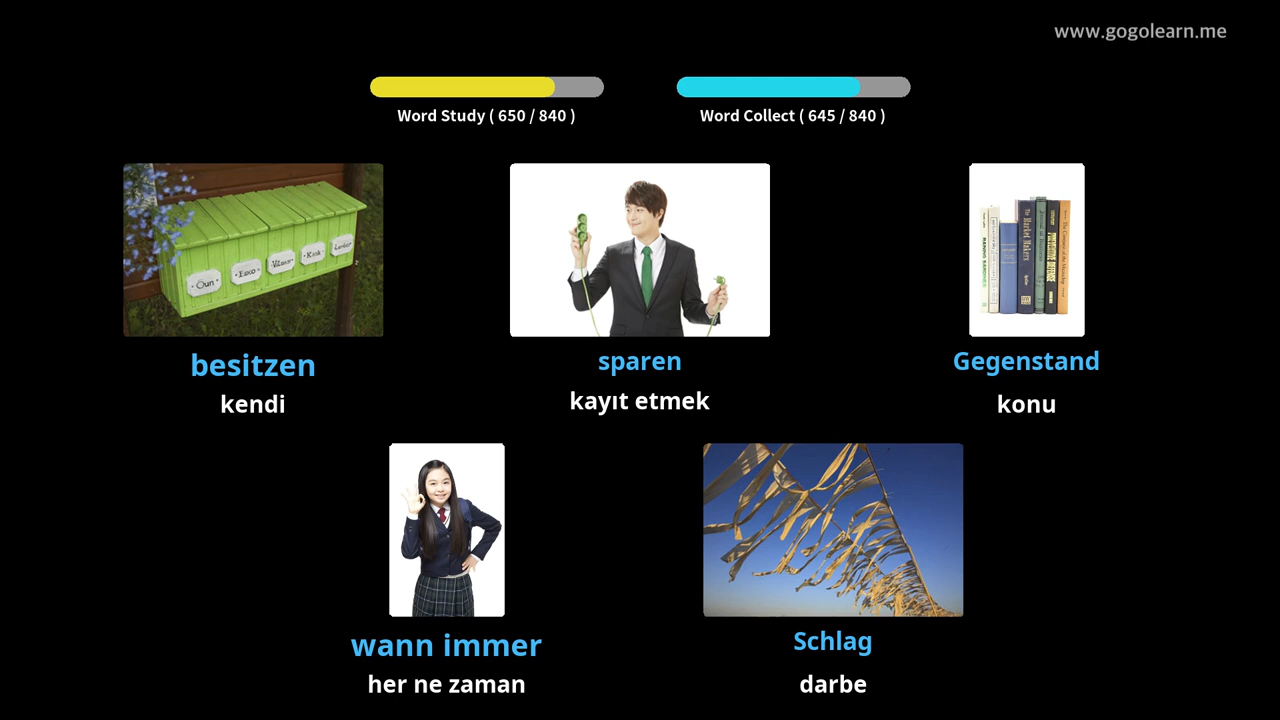 www.gogolearn.me
Word Study ( 650 / 840 )
Word Collect ( 645 / 840 )
besitzen
kendi
sparen
kayıt etmek
Gegenstand
konu
wann immer
her ne zaman
Schlag
darbe